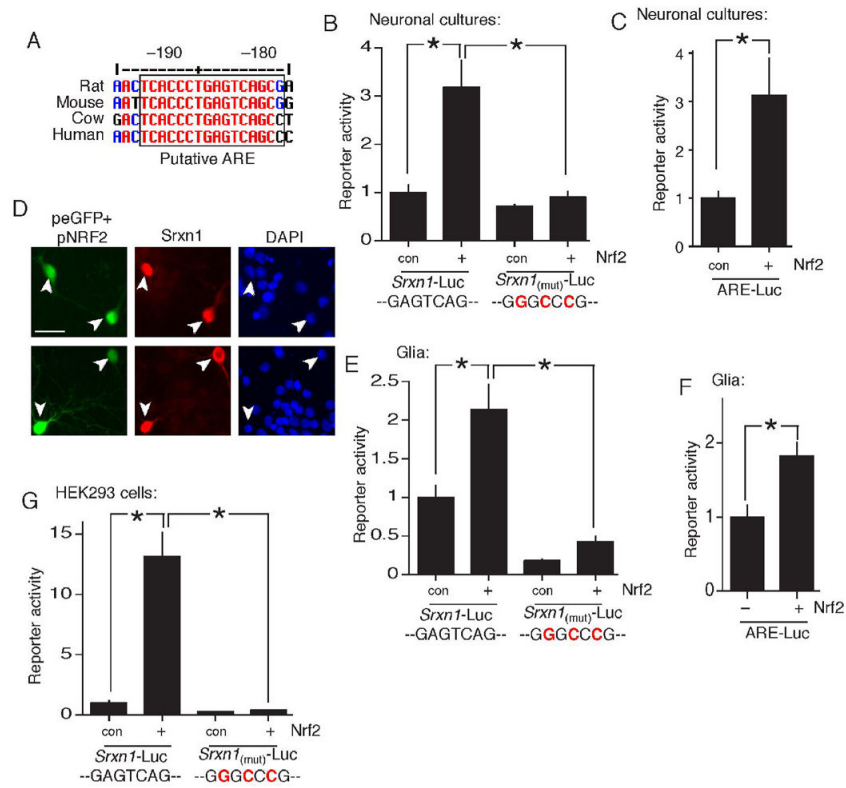 A
−190 −180
Rat AACTCACCCTGAGTCAGCGA
Mouse AATTCACCCTGAGTCAGCGG
Cow GACTCACCCTGAGTCAGCCT
Human AACTCACCCTGAGTCAGCCC
Putative ARE
B Neuronal cultures:
*
*
Reporter activity
4
3
2
1
0
con + con + Nrf2
Srxn1-Luc Srxn1(mut)-Luc
--GAGTCAG-- --GGGCCCG--
C Neuronal cultures:
*
Reporter activity
4
3
2
1
0
con + Nrf2
ARE-Luc
D
peGFP+
pNRF2
Srxn1
DAPI
E Glia:
*
*
Reporter activity
2.5
2
1.5
1
0.5
0
con + con + Nrf2
Srxn1-Luc Srxn1(mut)-Luc
--GAGTCAG-- --GGGCCCG--
F Glia:
*
Reporter activity
2
1
0
− + Nrf2
ARE-Luc
G HEK293 cells:
*
*
Reporter activity
15
10
5
0
con + con + Nrf2
Srxn1-Luc Srxn1(mut)-Luc
--GAGTCAG-- --GGGCCCG--